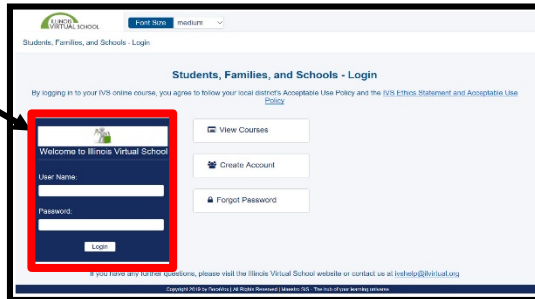 ILLINOIS
VIRTUAL SCHOOL
Font Size medium
Students, Families, and Schools - Login
Students, Families, and Schools - Login
By logging in to your IVS online course, you agree to follow your local district's Acceptable Use Policy and the IVS Ethics Statement and Acceptable Use
Policy
Welcome to Illinois Virtual School
User Name:
Password:
Login
View Courses
Create Account
Forgot Password
If you have any further questions, please visit the Illinois Virtual School website or contact us at ivshelp@ilvirtual.org
Copyright 2019 by BocaVox | All Rights Reserved | Maestro SIS - The hub of your learning universe